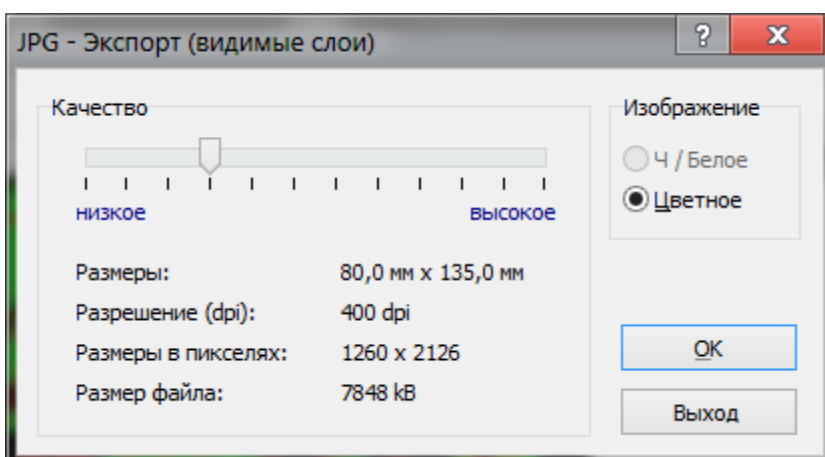 JPG - Экспорт (видимые слои)
? x
Качество
низкое высокое
Размеры: 80,0 мм x 135,0 мм
Разрешение (dpi): 400 dpi
Размеры в пикселях: 1260 x 2126
Размер файла: 7848 kB
Изображение
Ч / Белое
Цветное
OK
Выход